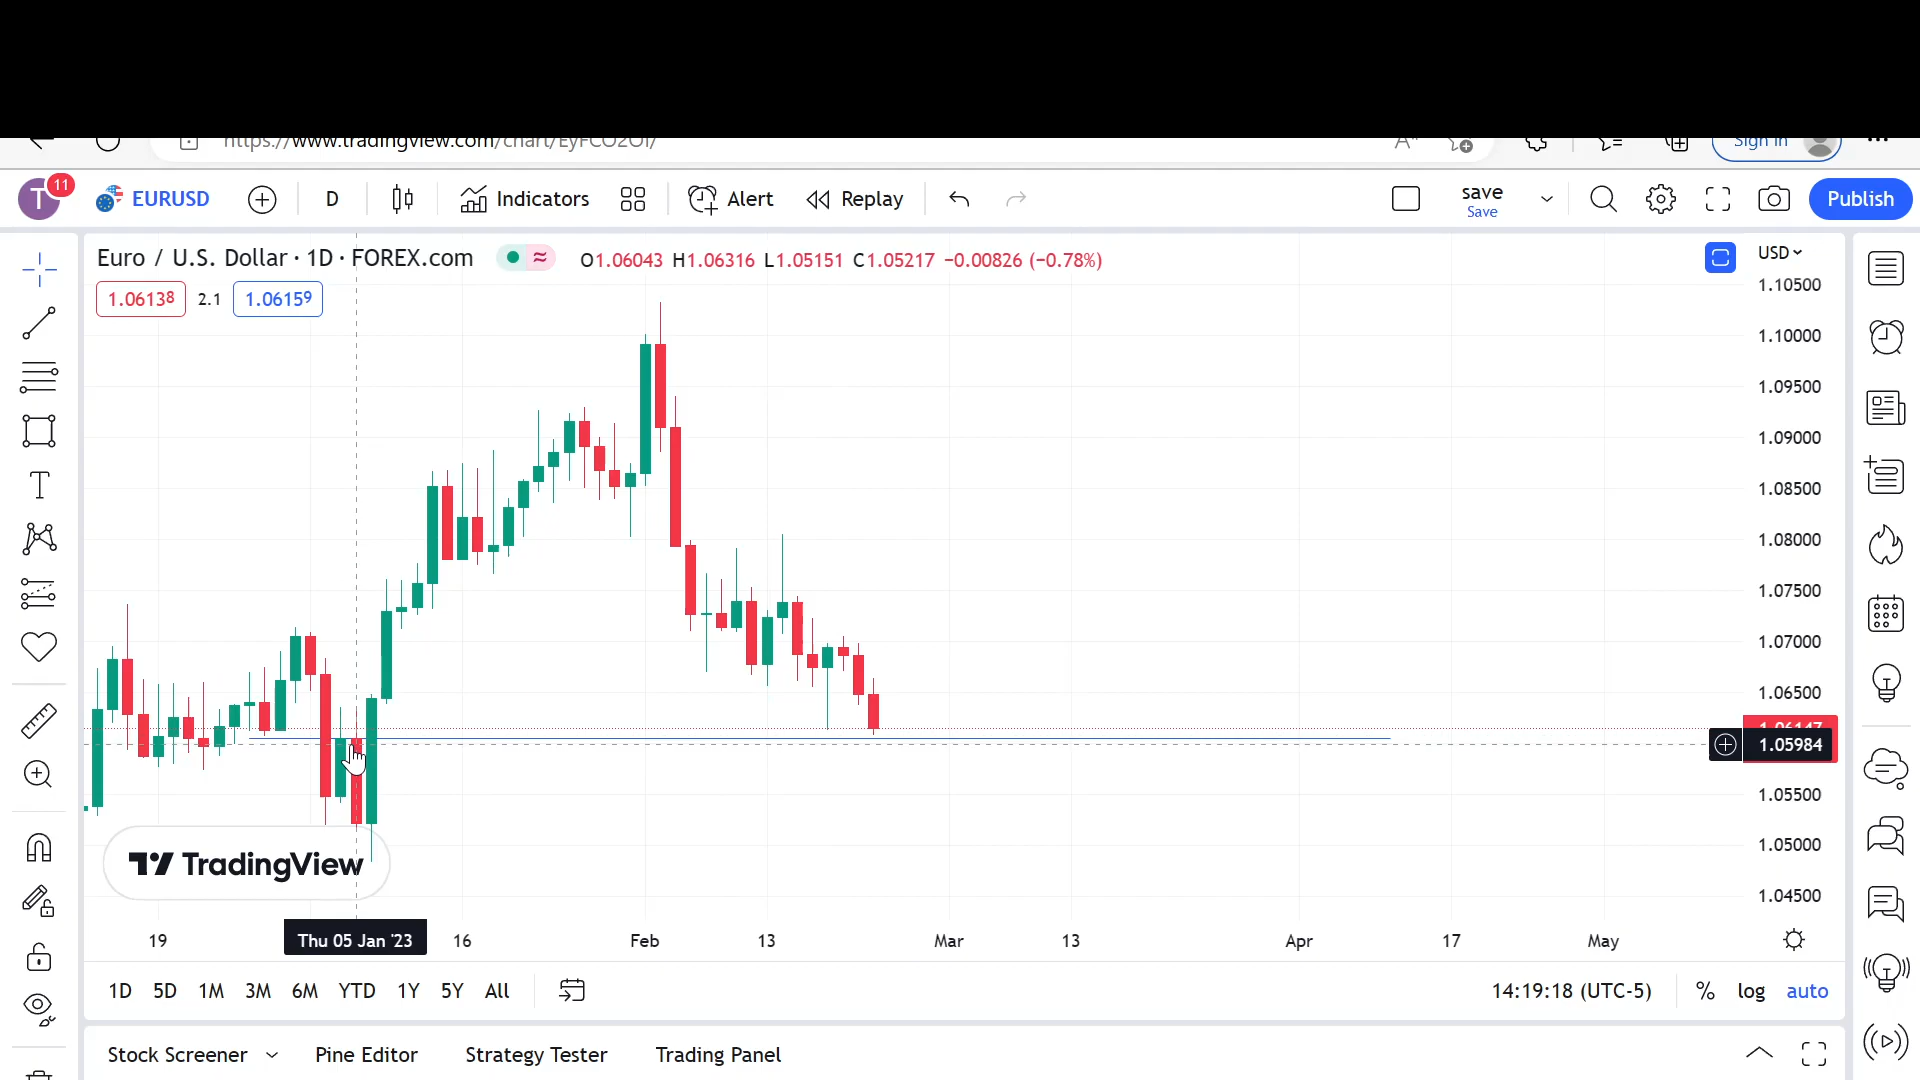 https://www.tradingview.com/chart/EyFCO2OI/
Sign in
T 11 EURUSD D Indicators Alert Replay save Save Publish
Euro / U.S. Dollar · 1D · FOREX.com ≈ O1.06043 H1.06316 L1.05151 C1.05217 −0.00826 (−0.78%) USD
1.06138 2.1 1.06159
1.10500
1.10000
1.09500
1.09000
1.08500
1.08000
1.07500
1.07000
1.06500
1.06147
1.05984
1.05500
1.05000
1.04500
TradingView
19 Thu 05 Jan '23 16 Feb 13 Mar 13 Apr 17 May
1D 5D 1M 3M 6M YTD 1Y 5Y All 14:19:18 (UTC-5) % log auto
Stock Screener Pine Editor Strategy Tester Trading Panel